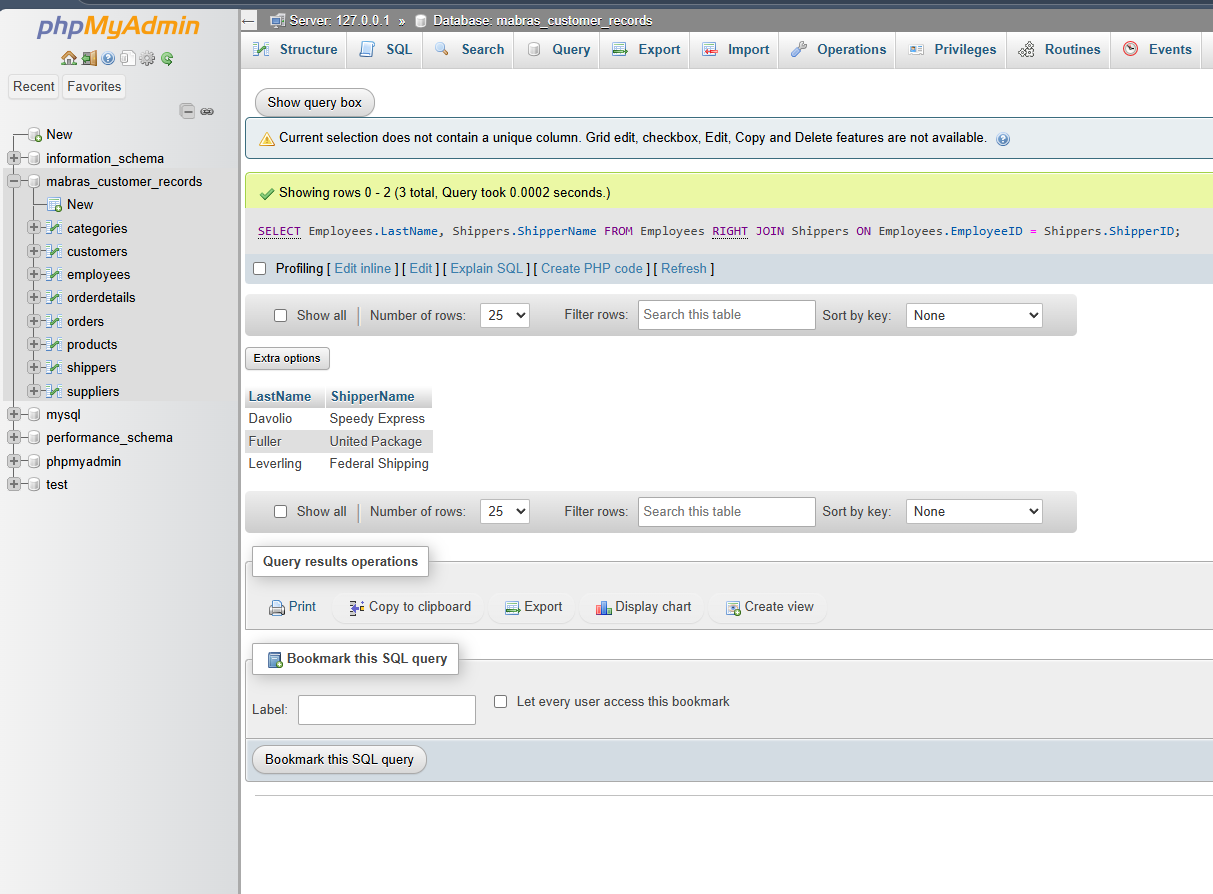 phpMyAdmin
Server: 127.0.0.1 » Database: mabras_customer_records
Structure SQL Search Query Export Import Operations Privileges Routines Events
Recent Favorites
New
information_schema
mabras_customer_records
New
categories
customers
employees
orderdetails
orders
products
shippers
suppliers
mysql
performance_schema
phpmyadmin
test
Show query box
Current selection does not contain a unique column. Grid edit, checkbox, Edit, Copy and Delete features are not available.
Showing rows 0 - 2 (3 total, Query took 0.0002 seconds.)
SELECT Employees.LastName, Shippers.ShipperName FROM Employees RIGHT JOIN Shippers ON Employees.EmployeeID = Shippers.ShipperID;
Profiling [ Edit inline ] [ Edit ] [ Explain SQL ] [ Create PHP code ] [ Refresh ]
Show all Number of rows: 25 Filter rows: Search this table Sort by key: None
Extra options
LastName ShipperName
Davolio Speedy Express
Fuller United Package
Leverling Federal Shipping
Show all Number of rows: 25 Filter rows: Search this table Sort by key: None
Query results operations
Print Copy to clipboard Export Display chart Create view
Bookmark this SQL query
Label: Let every user access this bookmark
Bookmark this SQL query